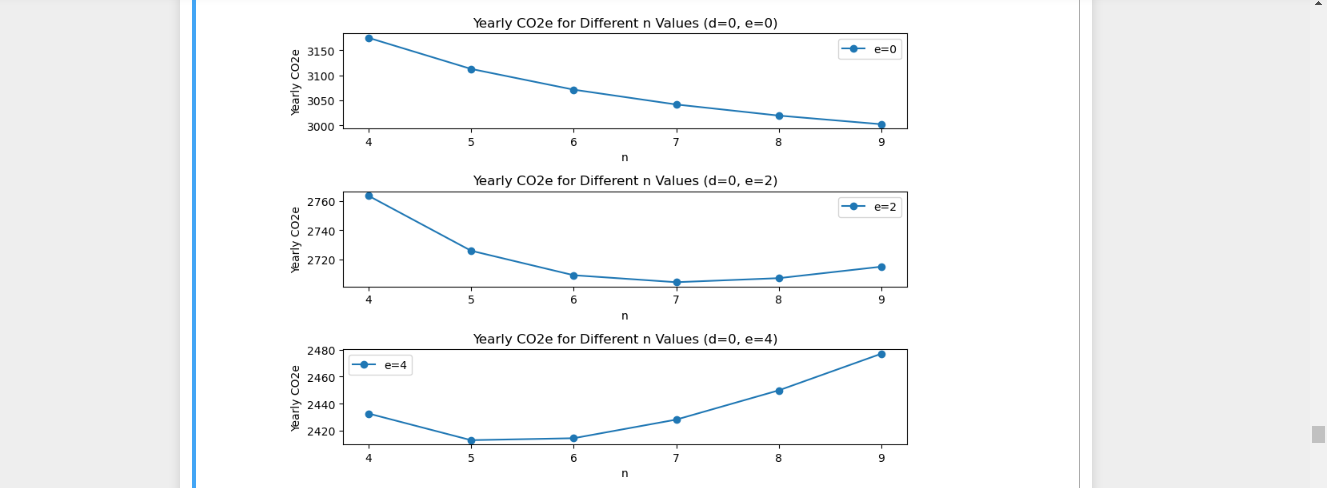 Yearly CO2e for Different n Values (d=0, e=0)
Yearly CO2e
3150
3100
3050
3000
e=0
4 5 6 7 8 9
n
Yearly CO2e for Different n Values (d=0, e=2)
Yearly CO2e
2760
2740
2720
e=2
4 5 6 7 8 9
n
Yearly CO2e for Different n Values (d=0, e=4)
Yearly CO2e
2480
2460
2440
2420
e=4
4 5 6 7 8 9
n